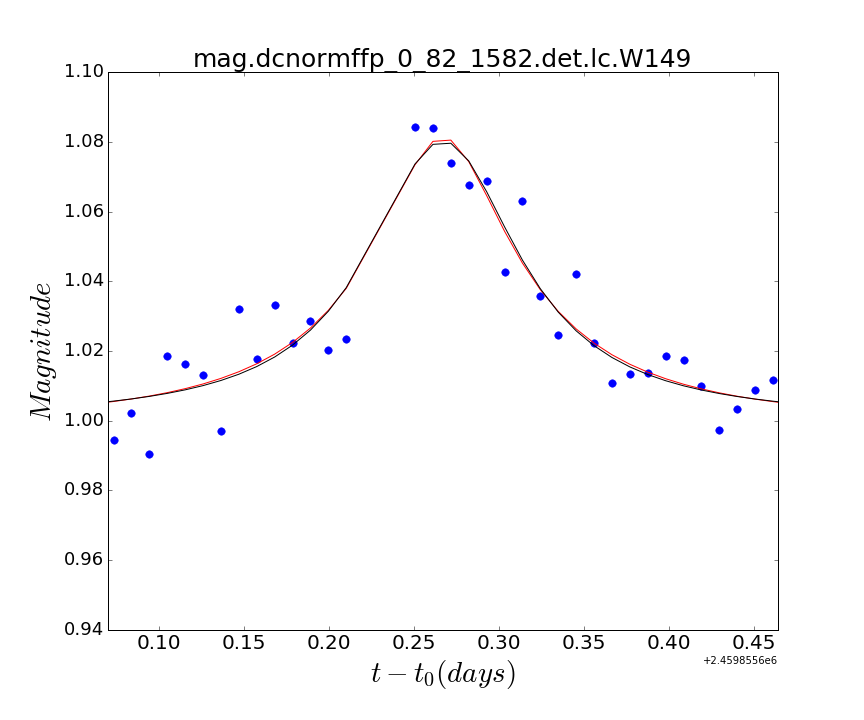 mag.dcnormffp_0_82_1582.det.lc.W149
1.10
1.08
1.06
1.04
1.02
1.00
0.98
0.96
0.94
Magnitude
0.10 0.15 0.20 0.25 0.30 0.35 0.40 0.45
+2.4598556e6
t − t₀(days)